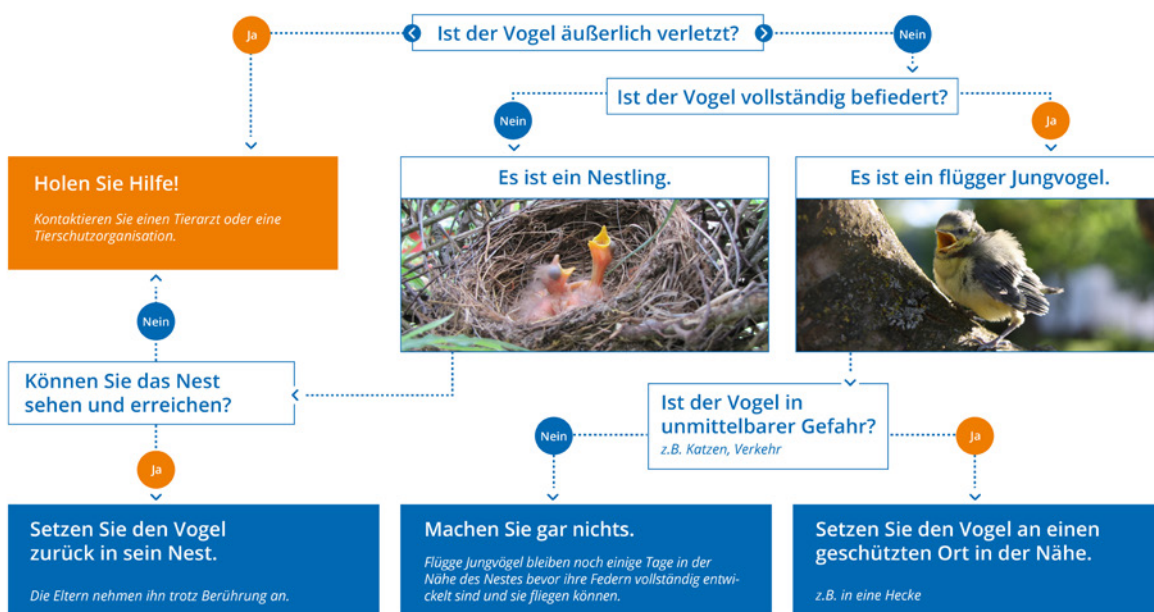 Ist der Vogel äußerlich verletzt?
Ja
Nein
Ist der Vogel vollständig befiedert?
Nein
Ja
Holen Sie Hilfe!
Kontaktieren Sie einen Tierarzt oder eine
Tierschutzorganisation.
Es ist ein Nestling.
Es ist ein flügger Jungvogel.
Nein
Können Sie das Nest
sehen und erreichen?
Ja
Ist der Vogel in
unmittelbarer Gefahr?
z.B. Katzen, Verkehr
Nein
Ja
Setzen Sie den Vogel
zurück in sein Nest.
Die Eltern nehmen ihn trotz Berührung an.
Machen Sie gar nichts.
Flügge Jungvögel bleiben noch einige Tage in der
Nähe des Nestes bevor ihre Federn vollständig entwi-
ckelt sind und sie fliegen können.
Setzen Sie den Vogel an einen
geschützten Ort in der Nähe.
z.B. in eine Hecke